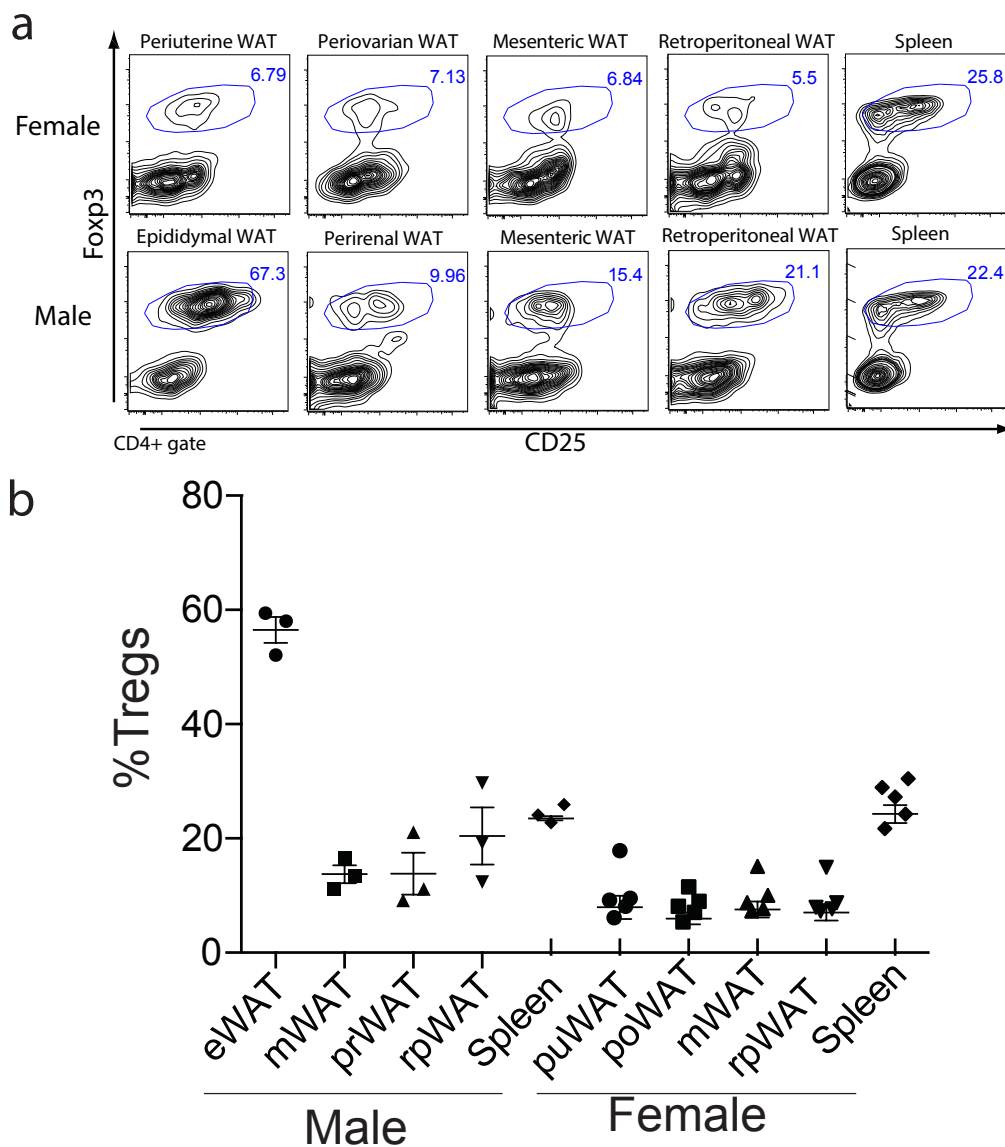 a
Periuterine WAT Periovarian WAT Mesenteric WAT Retroperitoneal WAT Spleen
6.79 7.13 6.84 5.5 25.8
Female
Foxp3
Epididymal WAT Perirenal WAT Mesenteric WAT Retroperitoneal WAT Spleen
67.3 9.96 15.4 21.1 22.4
Male
CD4+ gate CD25
b
80
60
40
20
0
%Tregs
eWAT mWAT prWAT rpWAT Spleen puWAT poWAT mWAT rpWAT Spleen
Male Female